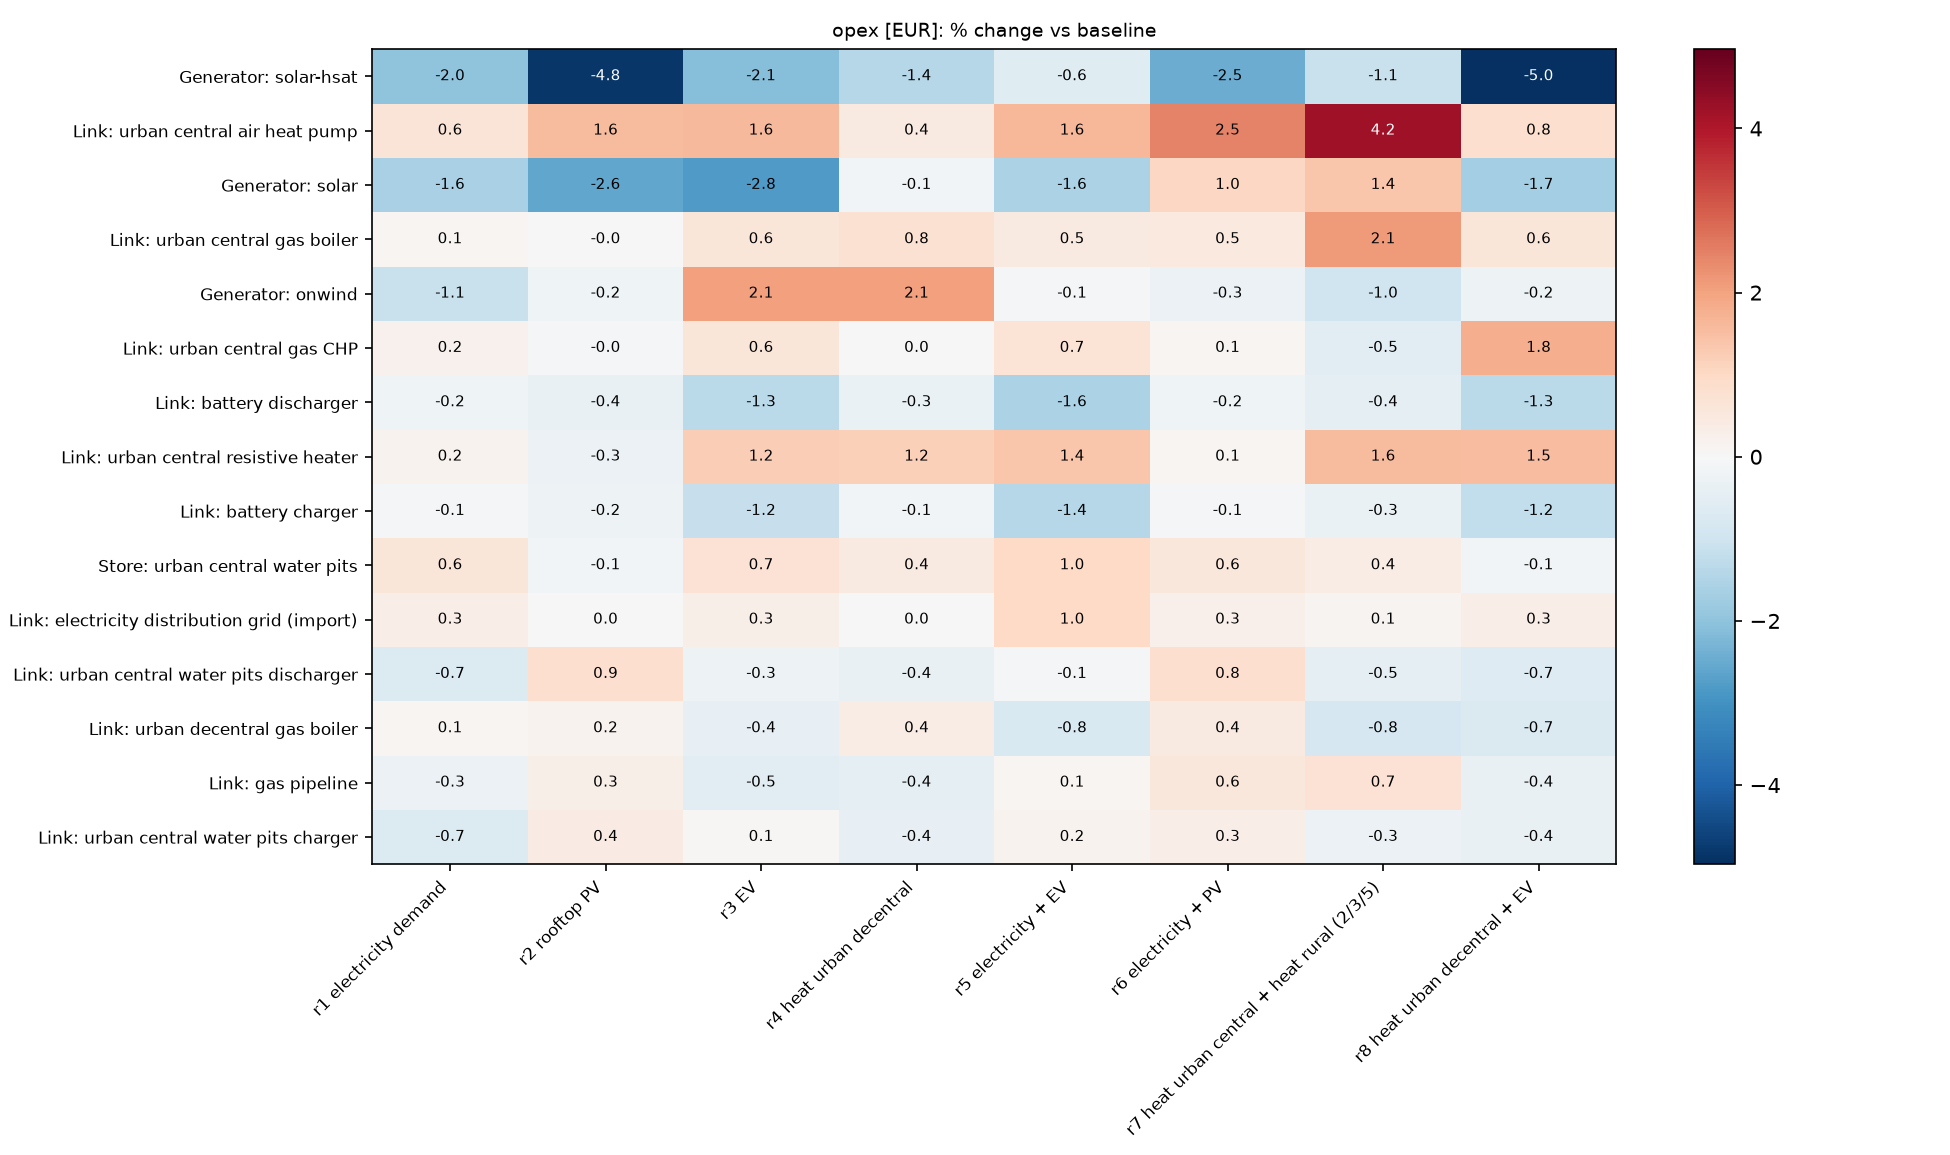 opex [EUR]: % change vs baseline
Generator: solar-hsat -2.0 -4.8 -2.1 -1.4 -0.6 -2.5 -1.1 -5.0
Link: urban central air heat pump 0.6 1.6 1.6 0.4 1.6 2.5 4.2 0.8
Generator: solar -1.6 -2.6 -2.8 -0.1 -1.6 1.0 1.4 -1.7
Link: urban central gas boiler 0.1 -0.0 0.6 0.8 0.5 0.5 2.1 0.6
Generator: onwind -1.1 -0.2 2.1 2.1 -0.1 -0.3 -1.0 -0.2
Link: urban central gas CHP 0.2 -0.0 0.6 0.0 0.7 0.1 -0.5 1.8
Link: battery discharger -0.2 -0.4 -1.3 -0.3 -1.6 -0.2 -0.4 -1.3
Link: urban central resistive heater 0.2 -0.3 1.2 1.2 1.4 0.1 1.6 1.5
Link: battery charger -0.1 -0.2 -1.2 -0.1 -1.4 -0.1 -0.3 -1.2
Store: urban central water pits 0.6 -0.1 0.7 0.4 1.0 0.6 0.4 -0.1
Link: electricity distribution grid (import) 0.3 0.0 0.3 0.0 1.0 0.3 0.1 0.3
Link: urban central water pits discharger -0.7 0.9 -0.3 -0.4 -0.1 0.8 -0.5 -0.7
Link: urban decentral gas boiler 0.1 0.2 -0.4 0.4 -0.8 0.4 -0.8 -0.7
Link: gas pipeline -0.3 0.3 -0.5 -0.4 0.1 0.6 0.7 -0.4
Link: urban central water pits charger -0.7 0.4 0.1 -0.4 0.2 0.3 -0.3 -0.4
r1 electricity demand
r2 rooftop PV
r3 EV
r4 heat urban decentral
r5 electricity + EV
r6 electricity + PV
r7 heat urban central + heat rural (2/3/5)
r8 heat urban decentral + EV
4
2
0
−2
−4